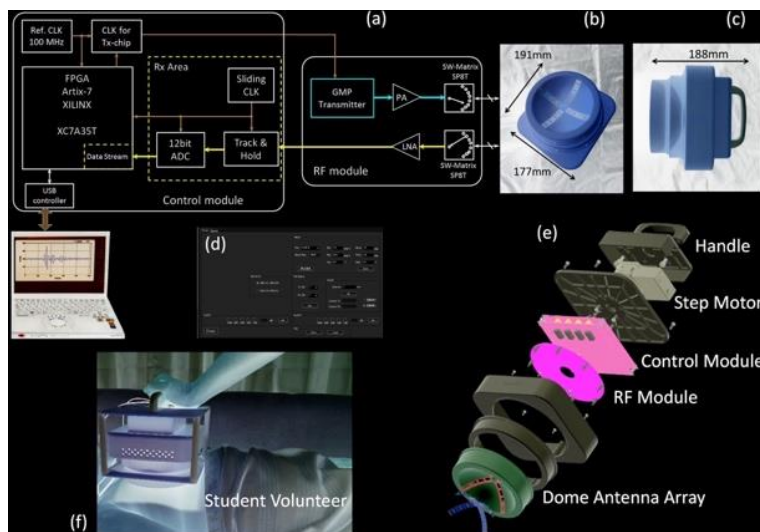 (a)
Ref. CLK
100 MHz
CLK for
Tx-chip
FPGA
Artix-7
XILINX
XC7A35T
Data Stream
USB
controller
Rx Area
Sliding
CLK
12bit
ADC
Track &
Hold
Control module
GMP
Transmitter
PA
SW-Matrix
SP8T
LNA
SW-Matrix
SP8T
RF module
(b)
191mm
177mm
(c)
188mm
(d)
(e)
Handle
Step Motor
Control Module
RF Module
Dome Antenna Array
Student Volunteer
(f)